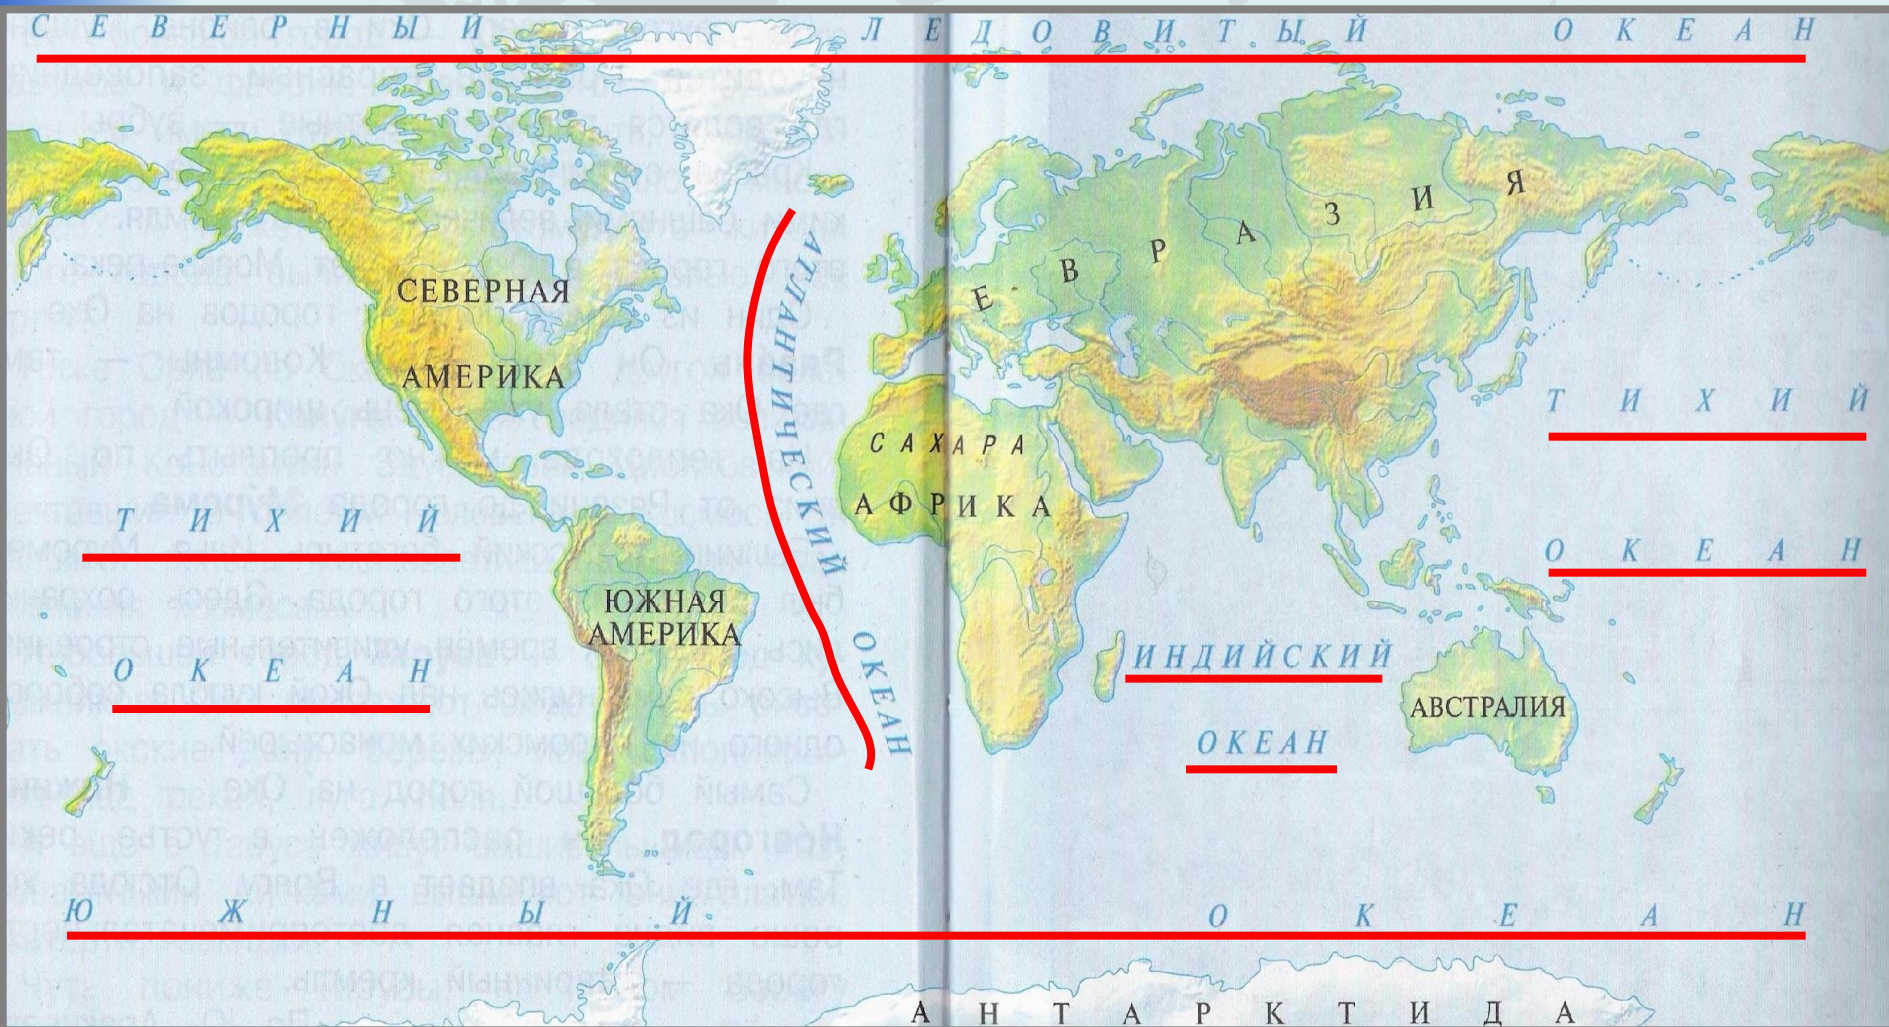 СЕВЕРНЫЙ ЛЕДОВИТЫЙ ОКЕАН
ЕВРАЗИЯ
СЕВЕРНАЯ
АМЕРИКА
АТЛАНТИЧЕСКИЙ ОКЕАН
ТИХИЙ
ОКЕАН
САХАРА
АФРИКА
ТИХИЙ
ОКЕАН
ЮЖНАЯ
АМЕРИКА
ИНДИЙСКИЙ
ОКЕАН
АВСТРАЛИЯ
ЮЖНЫЙ ОКЕАН
АНТАРКТИДА